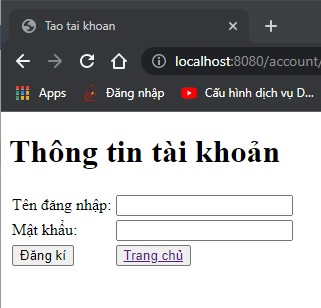 Tao tai khoan
localhost:8080/account/
Apps Đăng nhập Cấu hình dịch vụ D...
Thông tin tài khoản
Tên đăng nhập:
Mật khẩu:
Đăng kí Trang chủ